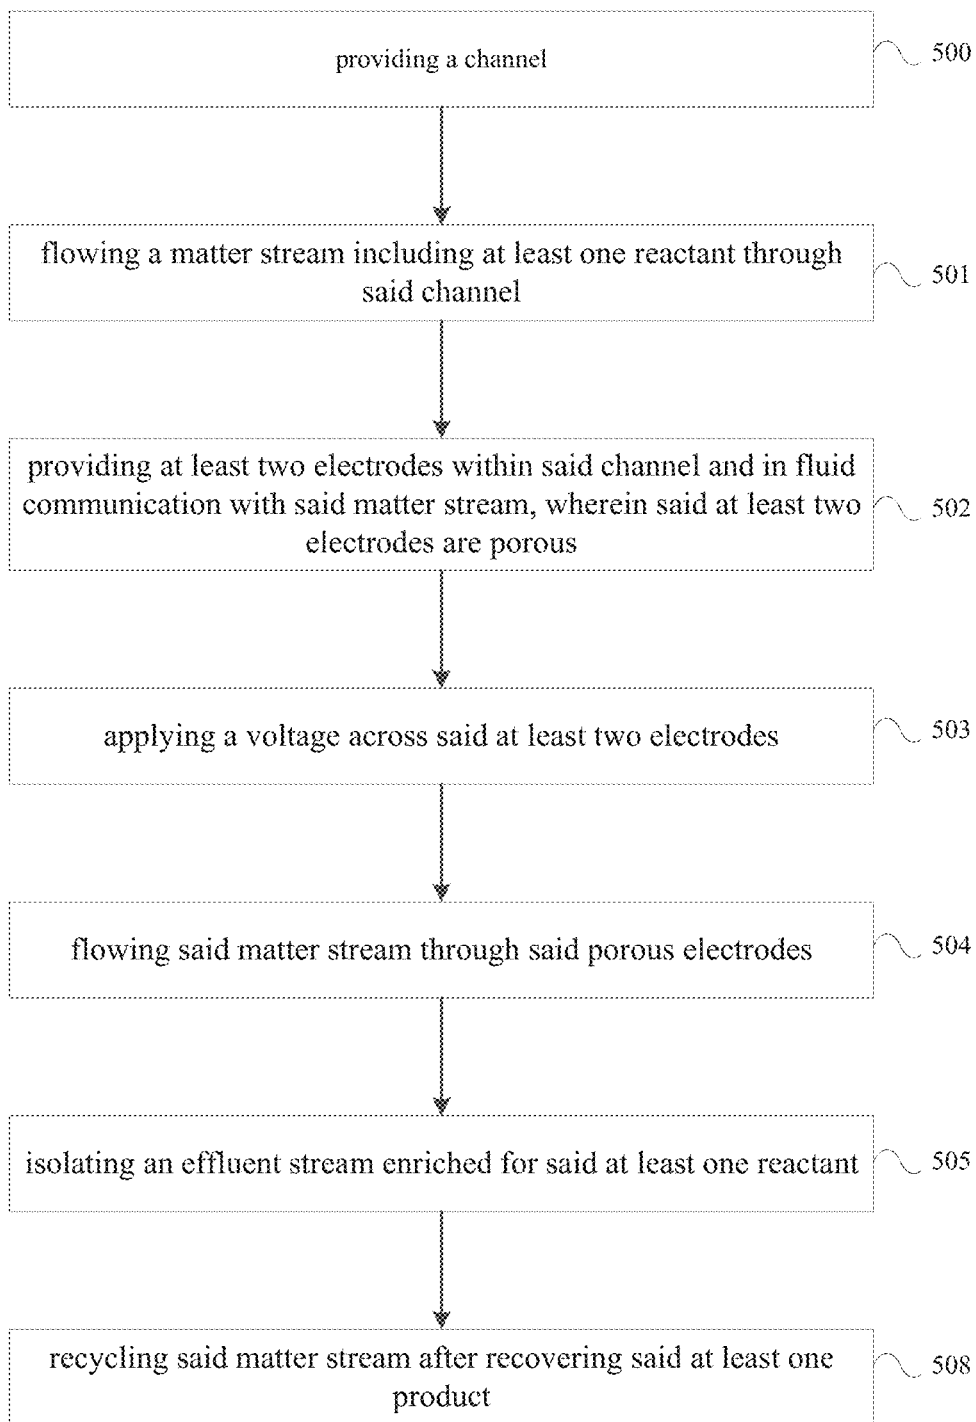 providing a channel
500
flowing a matter stream including at least one reactant through
said channel
501
providing at least two electrodes within said channel and in fluid
communication with said matter stream, wherein said at least two
electrodes are porous
502
applying a voltage across said at least two electrodes
503
flowing said matter stream through said porous electrodes
504
isolating an effluent stream enriched for said at least one reactant
505
recycling said matter stream after recovering said at least one
product
508